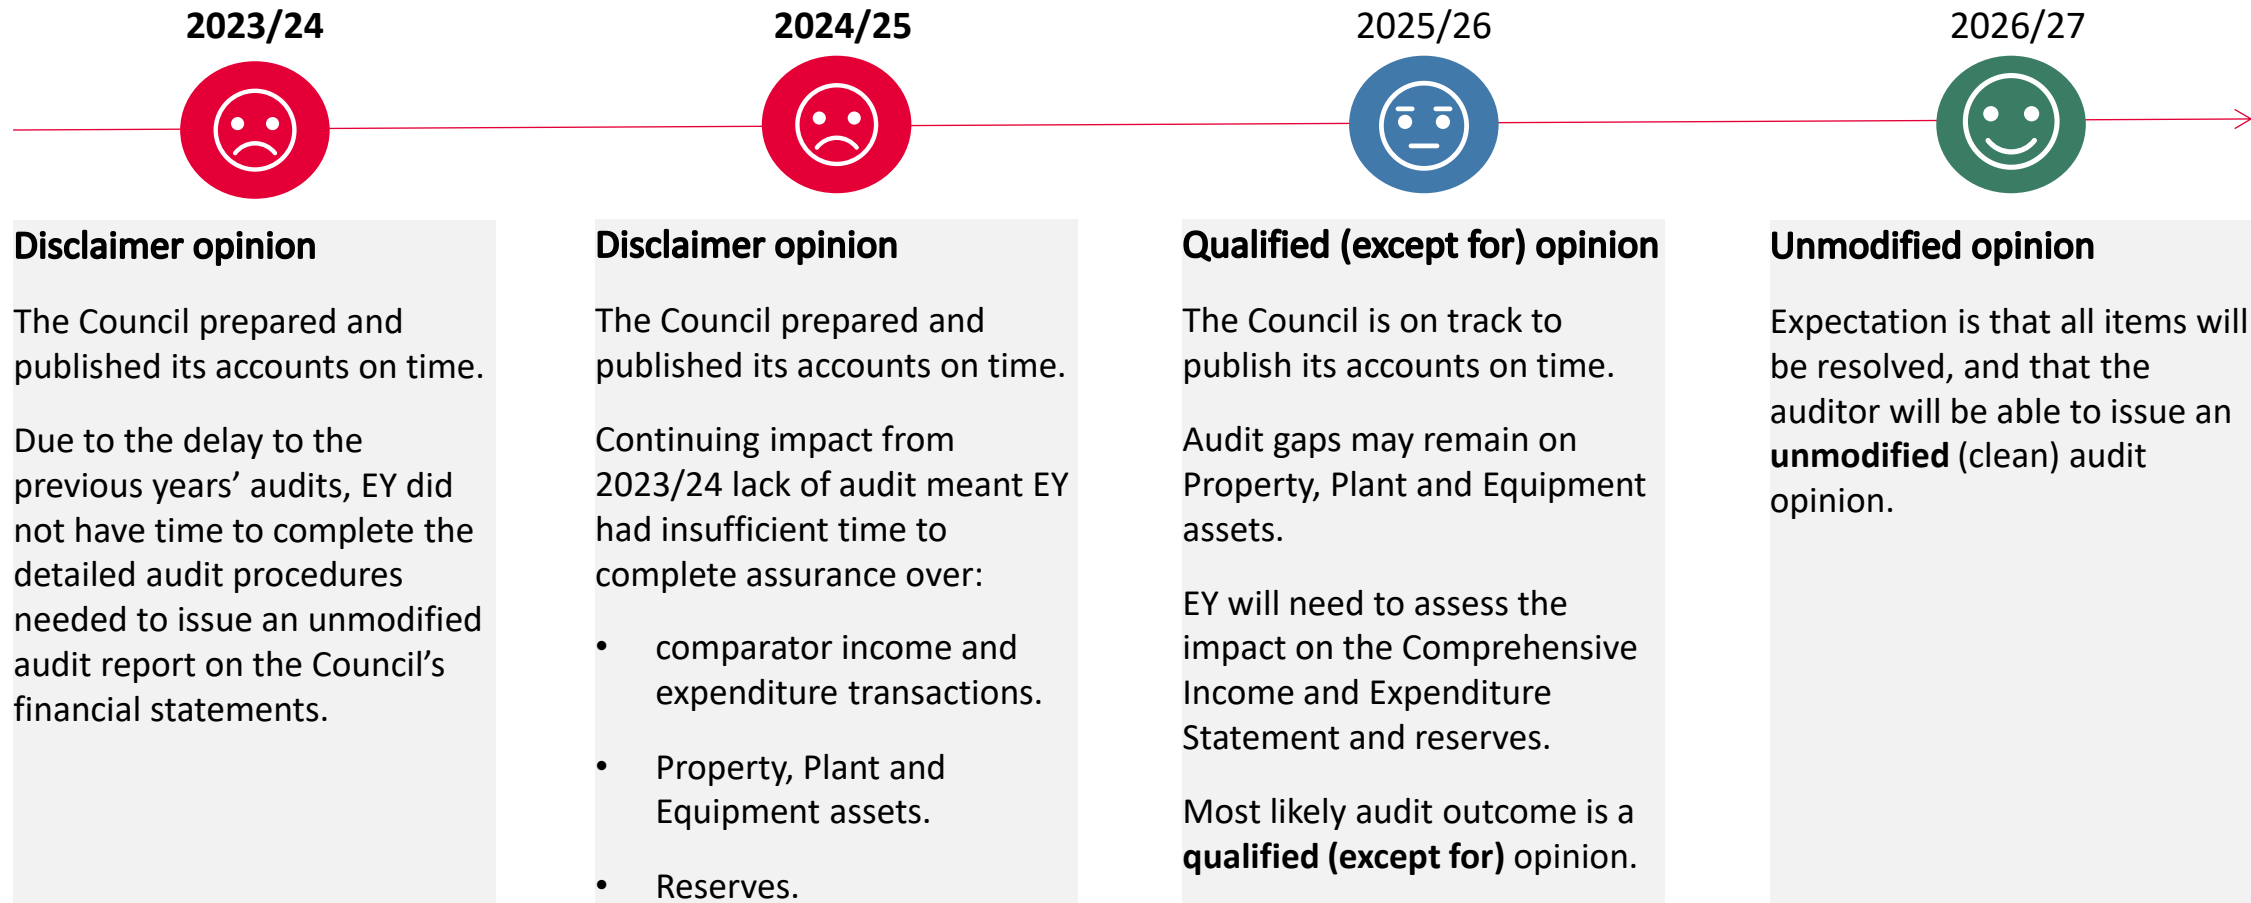 2023/24
2024/25
2025/26
2026/27
Disclaimer opinion
The Council prepared and
published its accounts on time.
Due to the delay to the
previous years’ audits, EY did
not have time to complete the
detailed audit procedures
needed to issue an unmodified
audit report on the Council’s
financial statements.
Disclaimer opinion
The Council prepared and
published its accounts on time.
Continuing impact from
2023/24 lack of audit meant EY
had insufficient time to
complete assurance over:
• comparator income and
expenditure transactions.
• Property, Plant and
Equipment assets.
• Reserves.
Qualified (except for) opinion
The Council is on track to
publish its accounts on time.
Audit gaps may remain on
Property, Plant and Equipment
assets.
EY will need to assess the
impact on the Comprehensive
Income and Expenditure
Statement and reserves.
Most likely audit outcome is a
qualified (except for) opinion.
Unmodified opinion
Expectation is that all items will
be resolved, and that the
auditor will be able to issue an
unmodified (clean) audit
opinion.